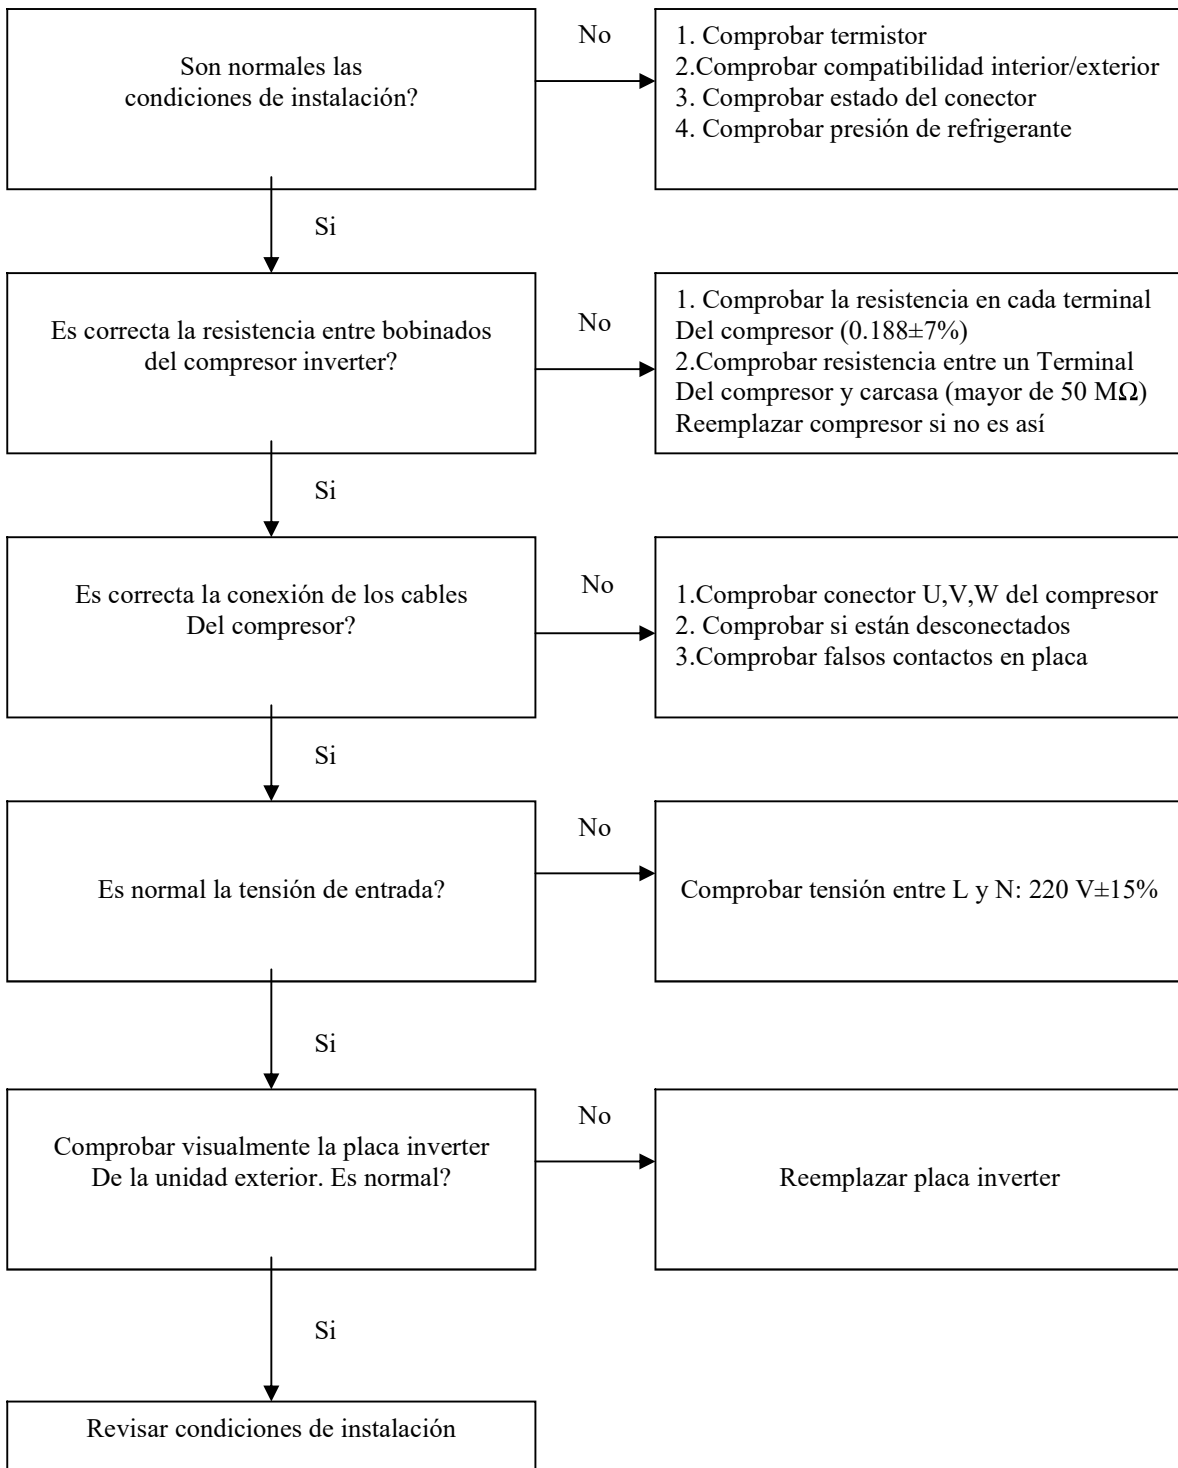 Son normales las
condiciones de instalación?
No
1. Comprobar termistor
2.Comprobar compatibilidad interior/exterior
3. Comprobar estado del conector
4. Comprobar presión de refrigerante
Si
Es correcta la resistencia entre bobinados
del compresor inverter?
No
1. Comprobar la resistencia en cada terminal
Del compresor (0.188±7%)
2.Comprobar resistencia entre un Terminal
Del compresor y carcasa (mayor de 50 MΩ)
Reemplazar compresor si no es así
Si
Es correcta la conexión de los cables
Del compresor?
No
1.Comprobar conector U,V,W del compresor
2. Comprobar si están desconectados
3.Comprobar falsos contactos en placa
Si
Es normal la tensión de entrada?
No
Comprobar tensión entre L y N: 220 V±15%
Si
Comprobar visualmente la placa inverter
De la unidad exterior. Es normal?
No
Reemplazar placa inverter
Si
Revisar condiciones de instalación